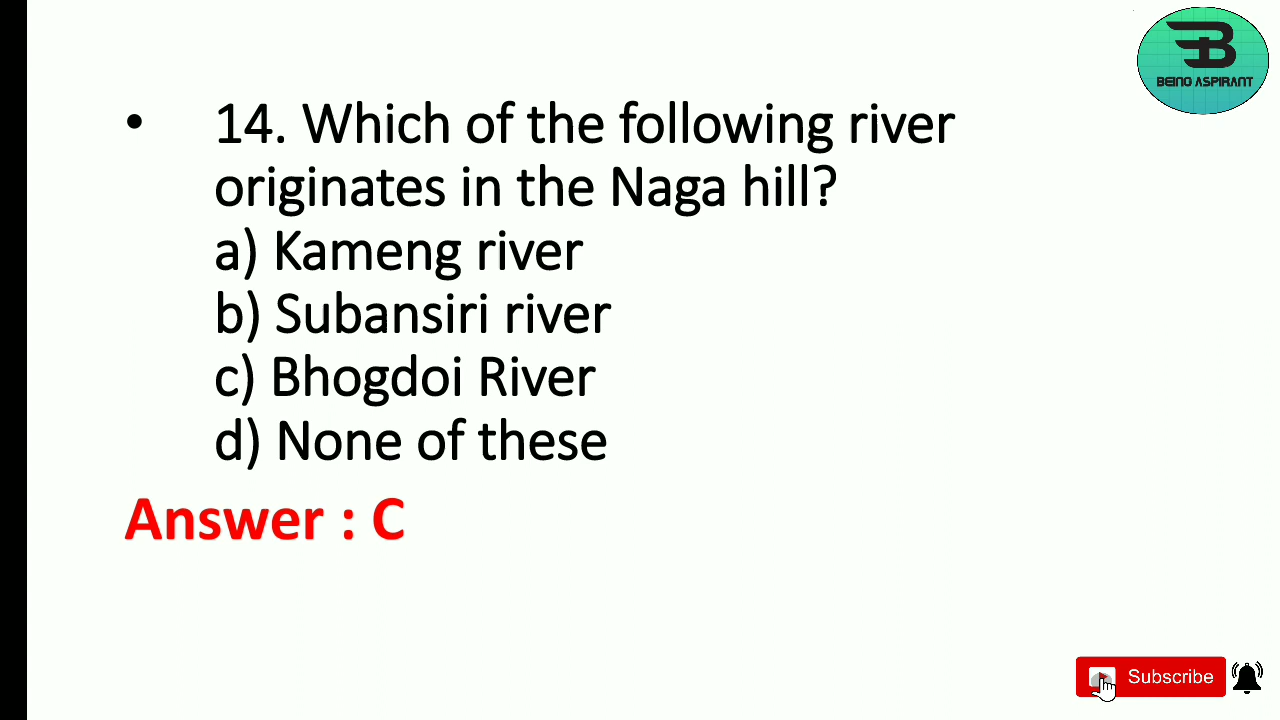 BEING ASPIRANT
• 14. Which of the following river
originates in the Naga hill?
a) Kameng river
b) Subansiri river
c) Bhogdoi River
d) None of these
Answer : C
Subscribe